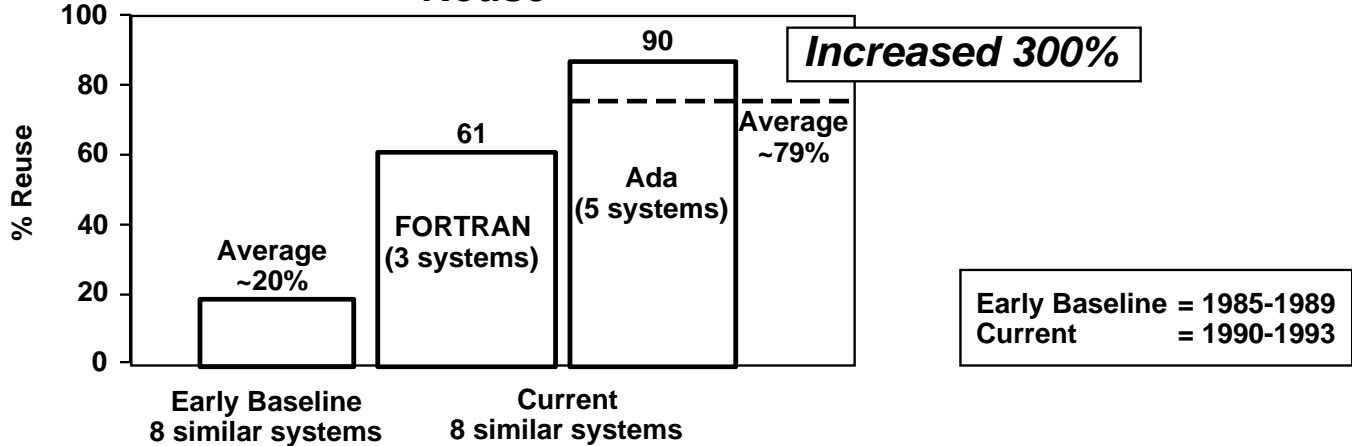 100
80
60
40
20
0
% Reuse
Average
~20%
61
FORTRAN
(3 systems)
90
Ada
(5 systems)
Increased 300%
Average
~79%
Early Baseline
8 similar systems
Current
8 similar systems
Early Baseline = 1985-1989
Current = 1990-1993